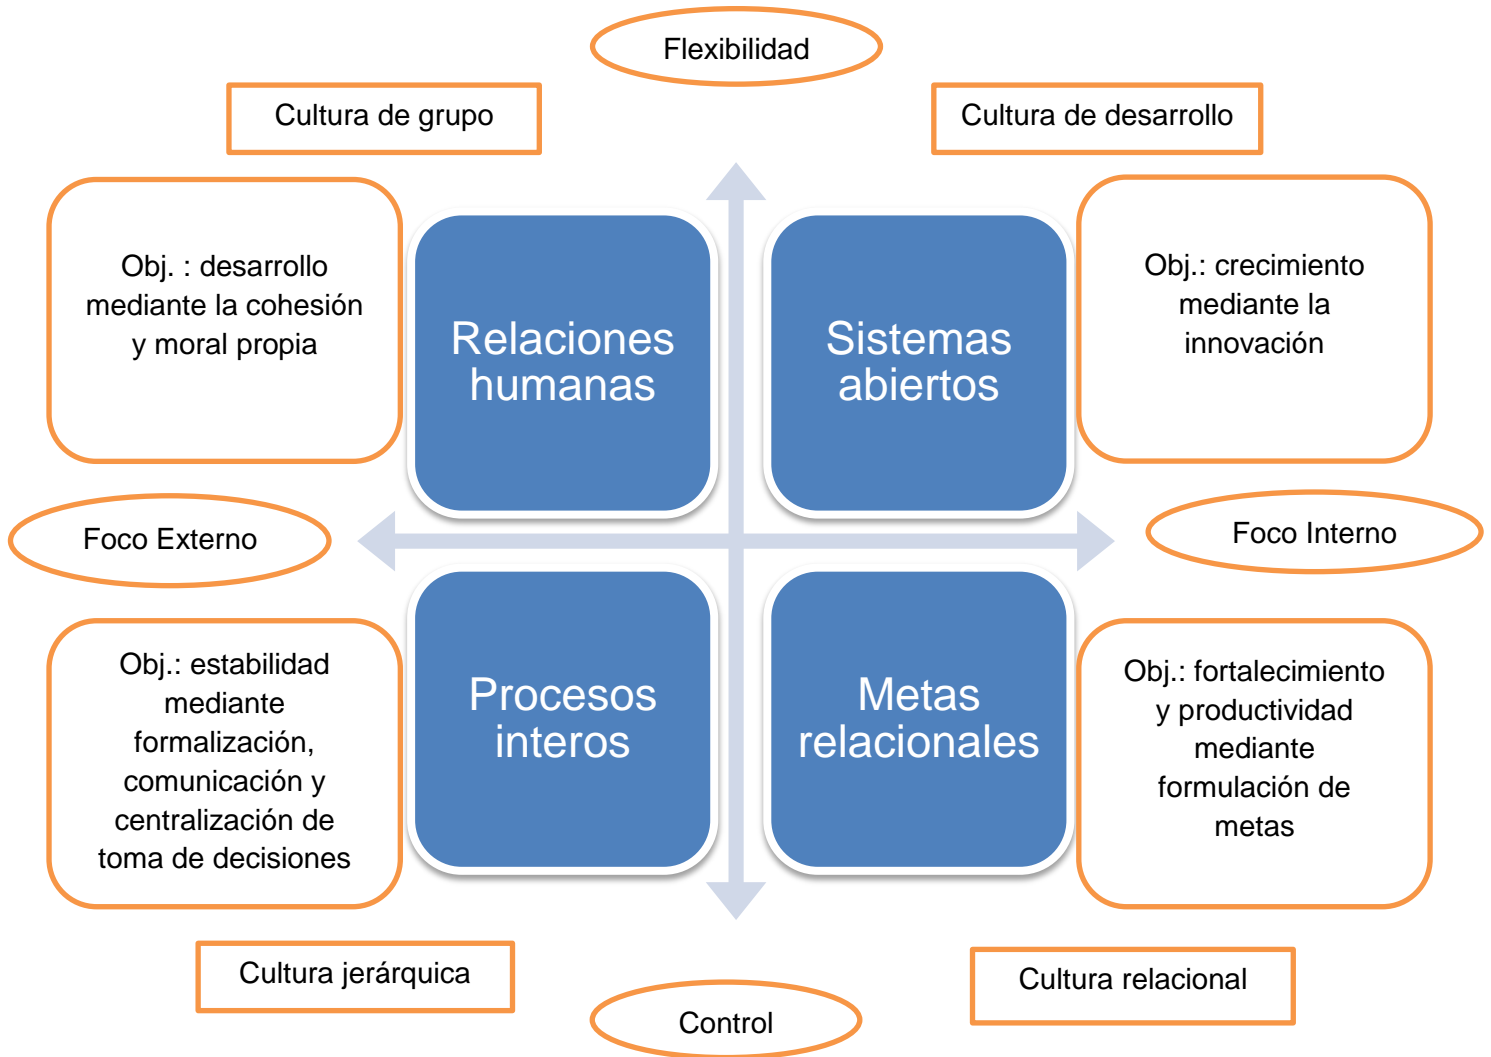 Flexibilidad
Cultura de grupo
Cultura de desarrollo
Obj. : desarrollo
mediante la cohesión
y moral propia
Relaciones
humanas
Sistemas
abiertos
Obj.: crecimiento
mediante la
innovación
Foco Externo
Foco Interno
Obj.: estabilidad
mediante
formalización,
comunicación y
centralización de
toma de decisiones
Procesos
interos
Metas
relacionales
Obj.: fortalecimiento
y productividad
mediante
formulación de
metas
Cultura jerárquica
Cultura relacional
Control